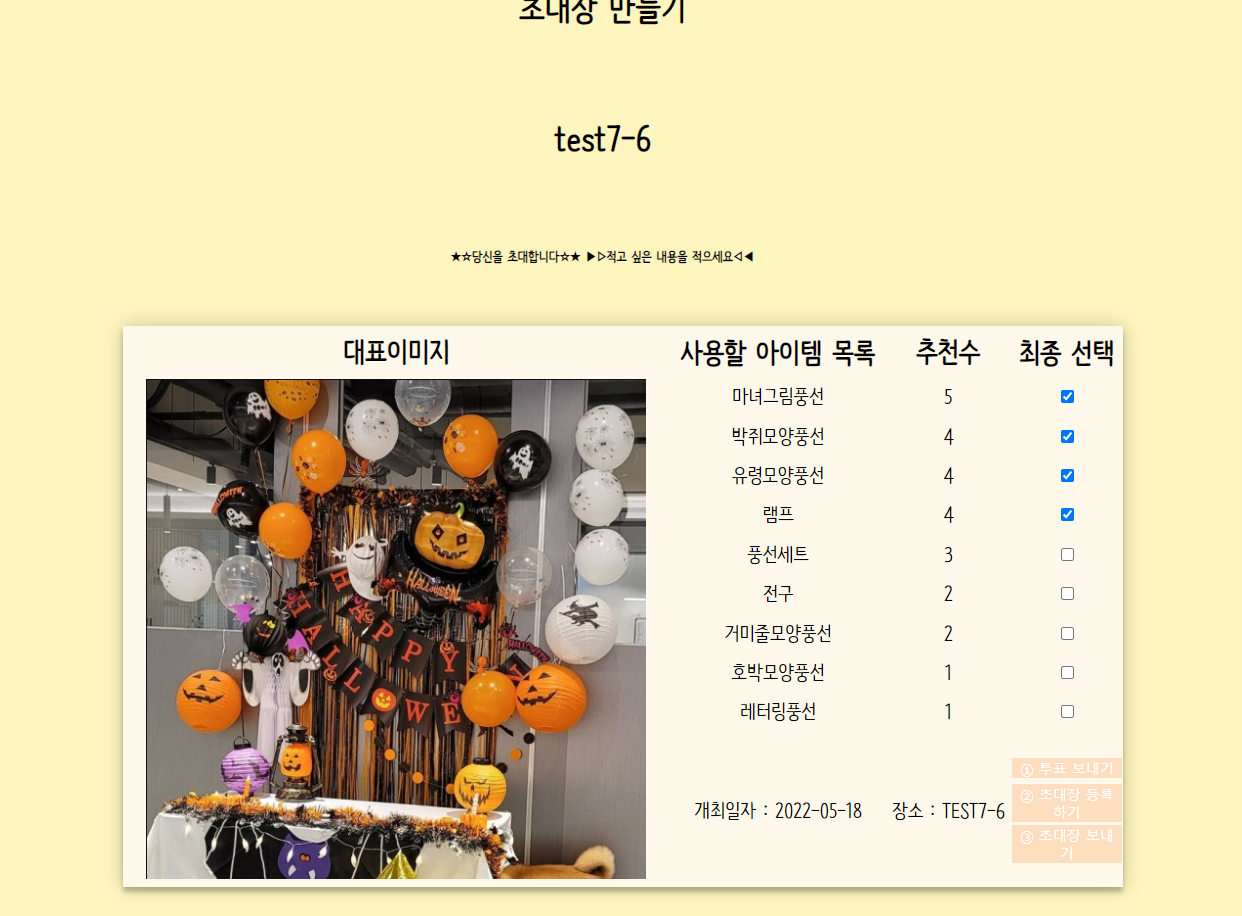 초대장 만들기
test7-6
★☆당신을 초대합니다☆★ ▶▷적고 싶은 내용을 적으세요◁◀
대표이미지
사용할 아이템 목록 추천수 최종 선택
마녀그림풍선 5
박쥐모양풍선 4
유령모양풍선 4
램프 4
풍선세트 3
전구 2
거미줄모양풍선 2
호박모양풍선 1
레터링풍선 1
HALLOWEEN
HALLOWEEN
HAPPY
HALLOWE
개최일자 : 2022-05-18 장소 : TEST7-6
① 투표 보내기
② 초대장 등록
하기
③ 초대장 보내
기